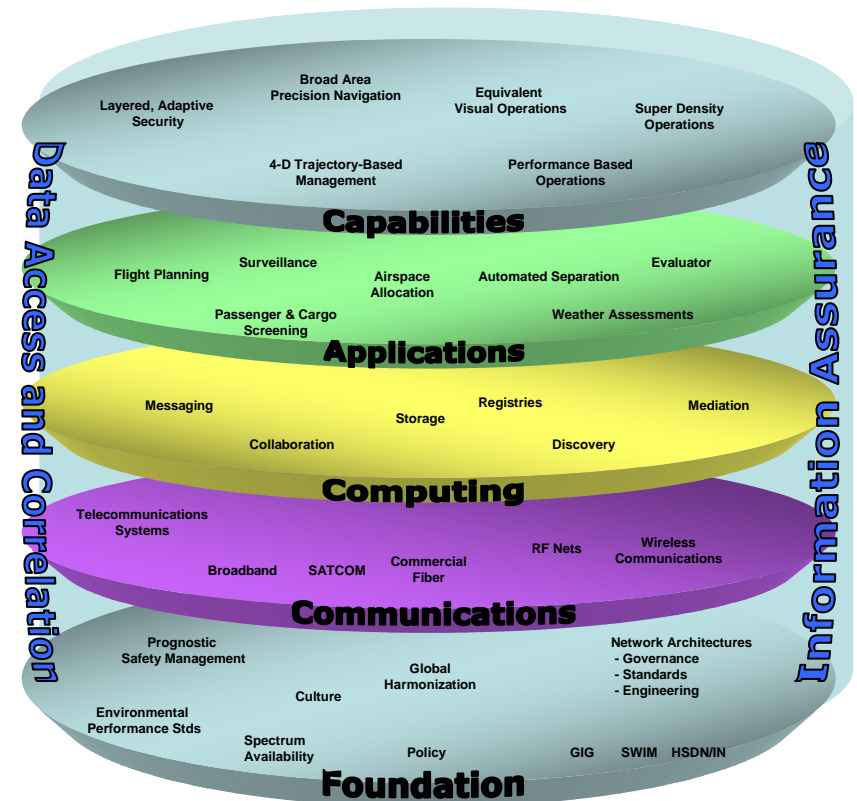 Broad Area
Precision Navigation
Layered, Adaptive
Security
Equivalent
Visual Operations
Super Density
Operations
4-D Trajectory-Based
Management
Performance Based
Operations
Capabilities
Flight Planning
Surveillance
Airspace
Allocation
Automated Separation
Evaluator
Passenger & Cargo
Screening
Weather Assessments
Applications
Messaging
Storage
Registries
Mediation
Collaboration
Discovery
Computing
Telecommunications
Systems
Broadband
SATCOM
Commercial
Fiber
RF Nets
Wireless
Communications
Communications
Prognostic
Safety Management
Culture
Global
Harmonization
Network Architectures
- Governance
- Standards
- Engineering
Environmental
Performance Stds
Spectrum
Availability
Policy
GIG
SWIM
HSDN/IN
Foundation
Data Access and Correlation
Information Assurance